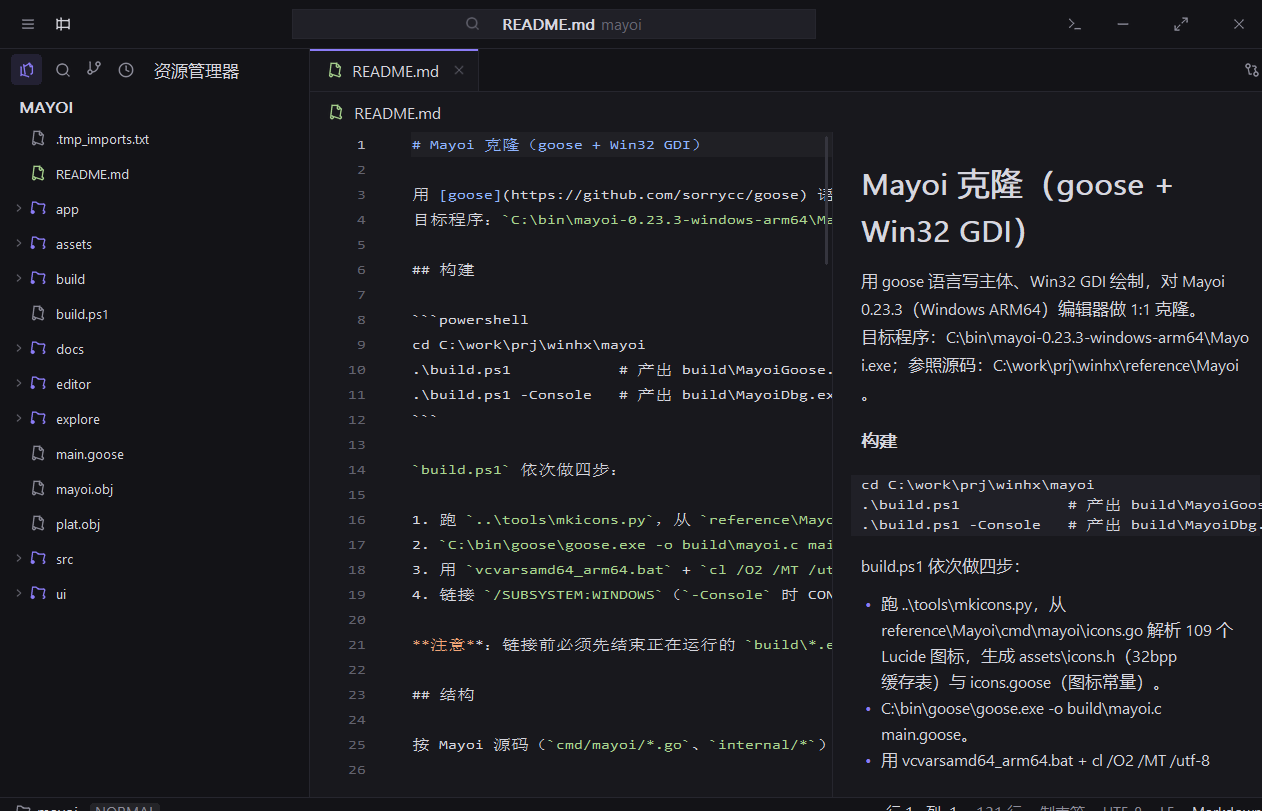 README.md mayoi
资源管理器
MAYOI
.tmp_imports.txt
README.md
app
assets
build
build.ps1
docs
editor
explore
main.goose
mayoi.obj
plat.obj
src
ui
README.md
README.md
1 # Mayoi 克隆（goose + Win32 GDI）
2
3 用 [goose](https://github.com/sorrycc/goose) 语
4 目标程序：`C:\bin\mayoi-0.23.3-windows-arm64\Ma
5
6 ## 构建
7
8 ```powershell
9 cd C:\work\prj\winhx\mayoi
10 .\build.ps1 # 产出 build\MayoiGoose.
11 .\build.ps1 -Console # 产出 build\MayoiDbg.ex
12 ```
13
14 `build.ps1` 依次做四步：
15
16 1. 跑 `..\tools\mkicons.py`，从 `reference\Mayo
17 2. `C:\bin\goose\goose.exe -o build\mayoi.c mai
18 3. 用 `vcvarsamd64_arm64.bat` + `cl /O2 /MT /ut
19 4. 链接 `/SUBSYSTEM:WINDOWS`（`-Console` 时 CON
20
21 **注意**：链接前必须先结束正在运行的 `build\*.e
22
23 ## 结构
24
25 按 Mayoi 源码（`cmd/mayoi/*.go`、`internal/*`）
26
Mayoi 克隆（goose +
Win32 GDI）
用 goose 语言写主体、Win32 GDI 绘制，对 Mayoi
0.23.3（Windows ARM64）编辑器做 1:1 克隆。
目标程序：C:\bin\mayoi-0.23.3-windows-arm64\Mayo
i.exe；参照源码：C:\work\prj\winhx\reference\Mayoi
。
构建
cd C:\work\prj\winhx\mayoi
.\build.ps1 # 产出 build\MayoiGoos
.\build.ps1 -Console # 产出 build\MayoiDbg.
build.ps1 依次做四步：
• 跑 ..\tools\mkicons.py，从
reference\Mayoi\cmd\mayoi\icons.go 解析 109 个
Lucide 图标，生成 assets\icons.h（32bpp
缓存表）与 icons.goose（图标常量）。
• C:\bin\goose\goose.exe -o build\mayoi.c
main.goose。
• 用 vcvarsamd64_arm64.bat + cl /O2 /MT /utf-8
mayoi NORMAL 行 1, 列 1 131 行 制表符 UTF-8 LF Markdown